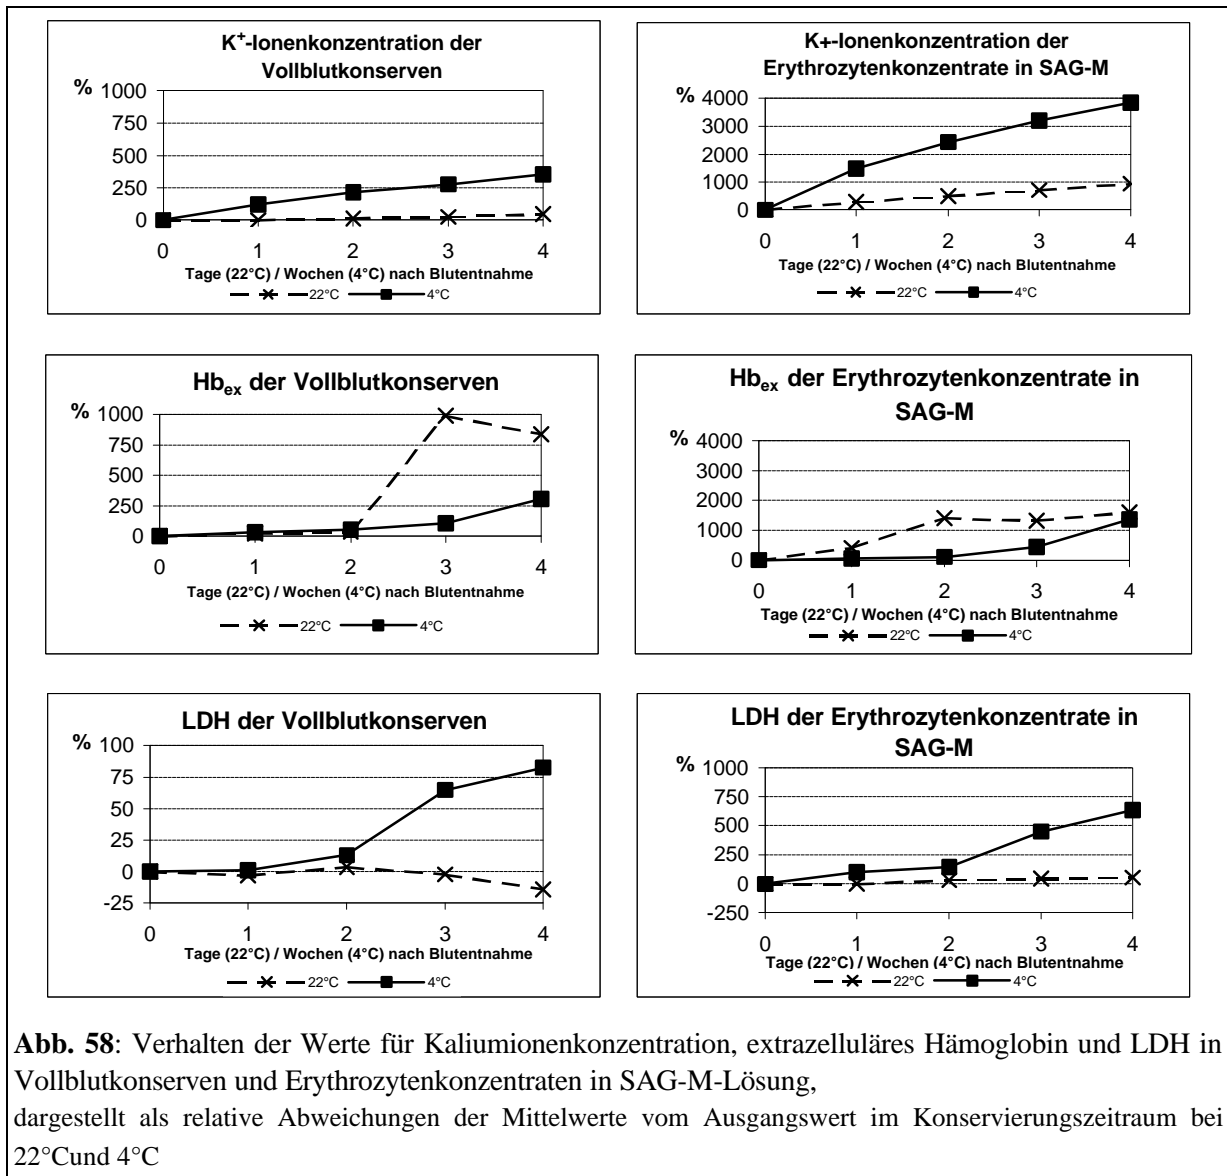 K⁺-Ionenkonzentration der
Vollblutkonserven
%
1000
750
500
250
0
0 1 2 3 4
Tage (22°C) / Wochen (4°C) nach Blutentnahme
22°C 4°C
K+-Ionenkonzentration der
Erythrozytenkonzentrate in SAG-M
%
4000
3000
2000
1000
0
0 1 2 3 4
Tage (22°C) / Wochen (4°C) nach Blutentnahme
22°C 4°C
Hbₑₓ der Vollblutkonserven
%
1000
750
500
250
0
0 1 2 3 4
Tage (22°C) / Wochen (4°C) nach Blutentnahme
22°C 4°C
Hbₑₓ der Erythrozytenkonzentrate in
SAG-M
%
4000
3000
2000
1000
0
0 1 2 3 4
Tage (22°C) / Wochen (4°C) nach Blutentnahme
22°C 4°C
LDH der Vollblutkonserven
%
100
75
50
25
0
-25
0 1 2 3 4
Tage (22°C) / Wochen (4°C) nach Blutentnahme
22°C 4°C
LDH der Erythrozytenkonzentrate in
SAG-M
%
1000
750
500
250
0
-250
0 1 2 3 4
Tage (22°C) / Wochen (4°C) nach Blutentnahme
22°C 4°C
Abb. 58: Verhalten der Werte für Kaliumionenkonzentration, extrazelluläres Hämoglobin und LDH in
Vollblutkonserven und Erythrozytenkonzentraten in SAG-M-Lösung,
dargestellt als relative Abweichungen der Mittelwerte vom Ausgangswert im Konservierungszeitraum bei
22°Cund 4°C